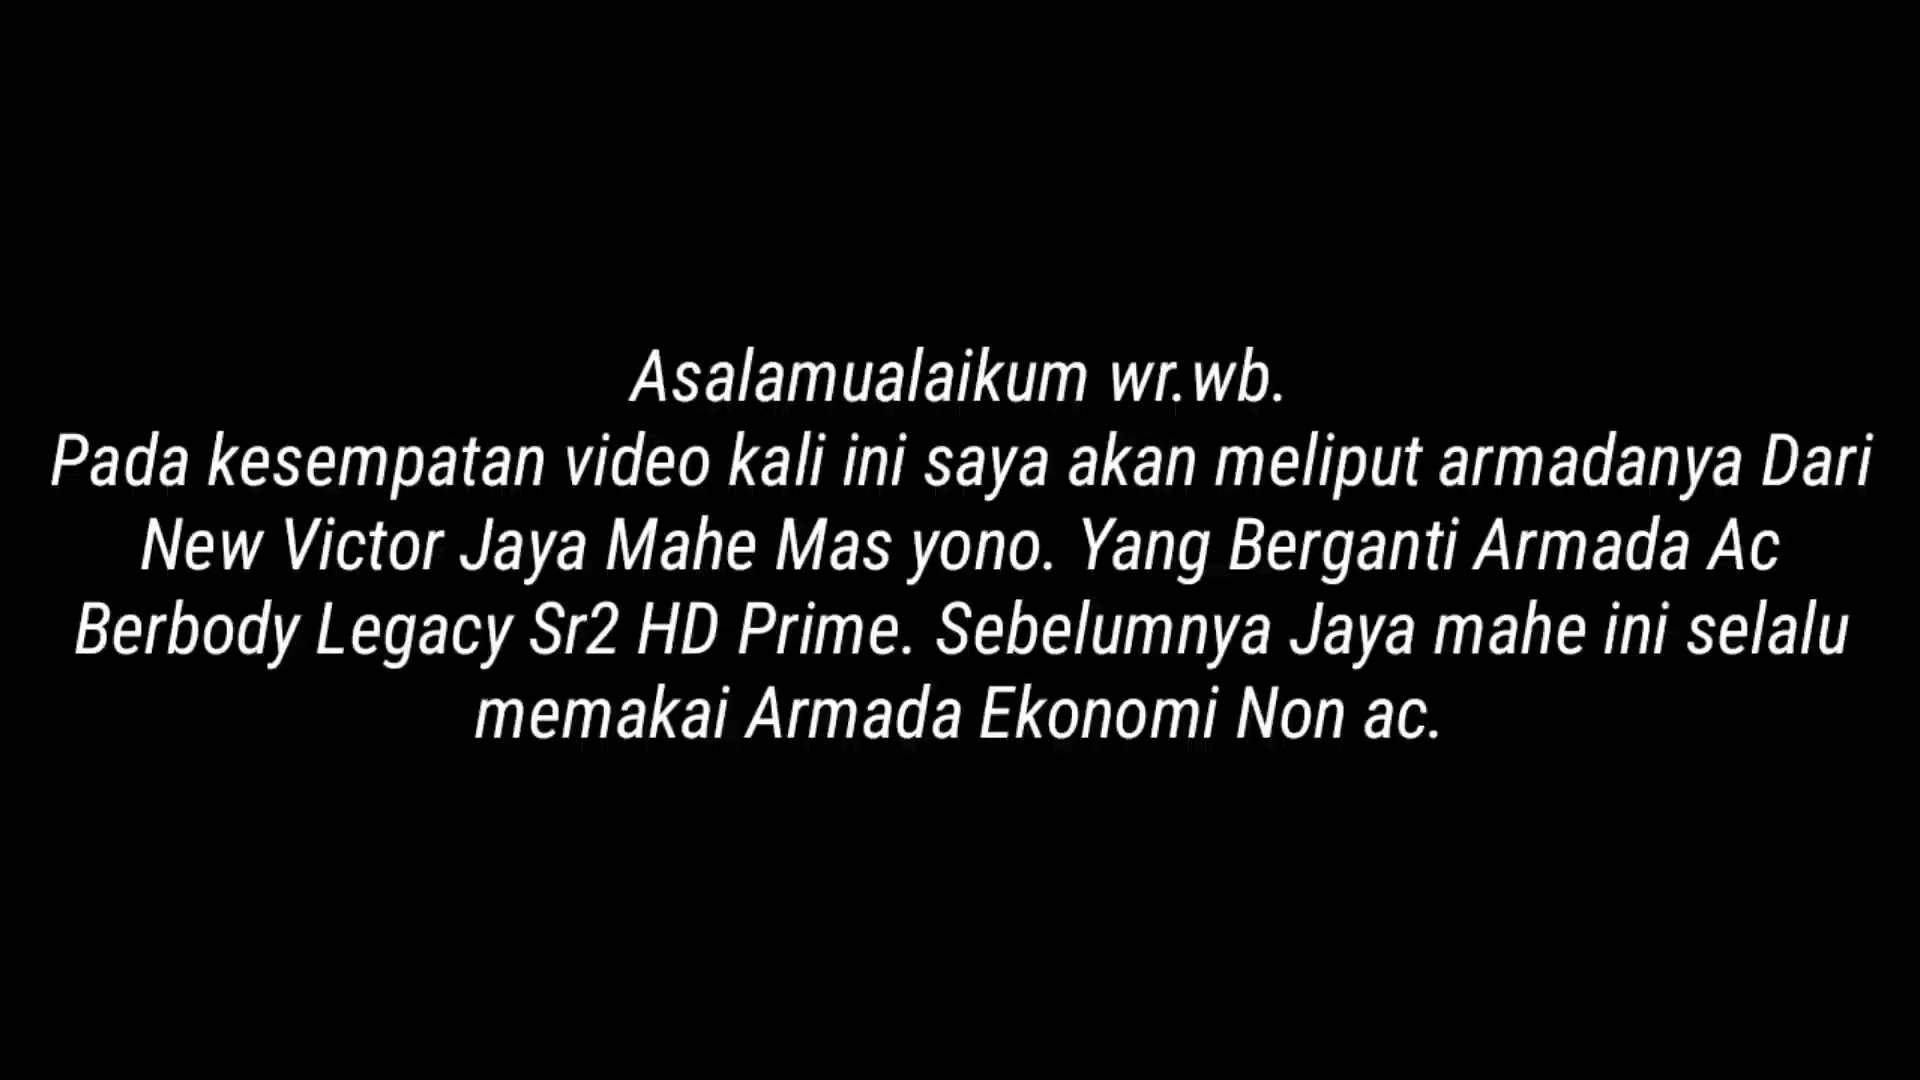 Asalamualaikum wr.wb.
Pada kesempatan video kali ini saya akan meliput armadanya Dari
New Victor Jaya Mahe Mas yono. Yang Berganti Armada Ac
Berbody Legacy Sr2 HD Prime. Sebelumnya Jaya mahe ini selalu
memakai Armada Ekonomi Non ac.